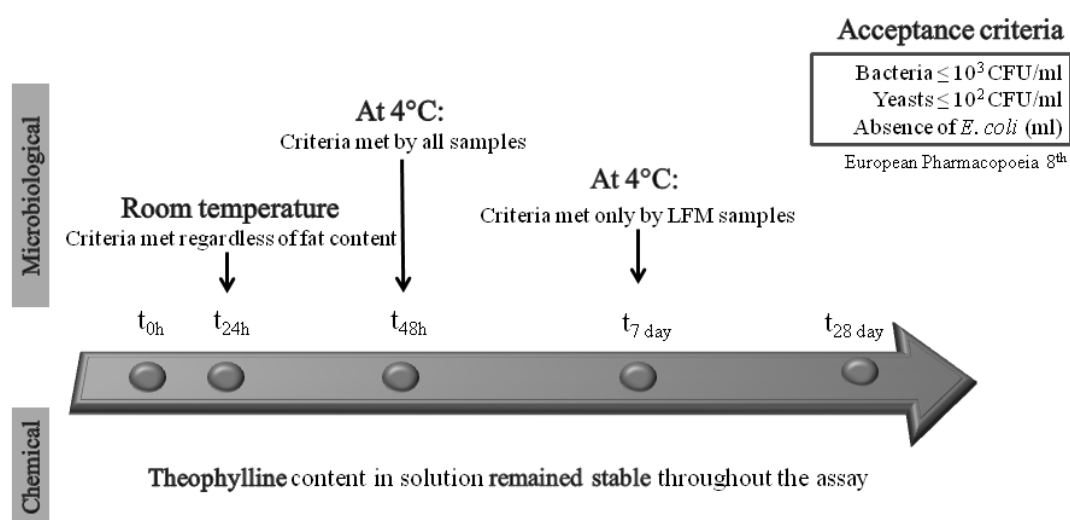 Acceptance criteria
Bacteria ≤ 10³ CFU/ml
Yeasts ≤ 10² CFU/ml
Absence of E. coli (ml)
European Pharmacopoeia 8th
Microbiological
At 4°C:
Criteria met by all samples
At 4°C:
Criteria met only by LFM samples
Room temperature
Criteria met regardless of fat content
t0h t24h t48h t7 day t28 day
Chemical
Theophylline content in solution remained stable throughout the assay